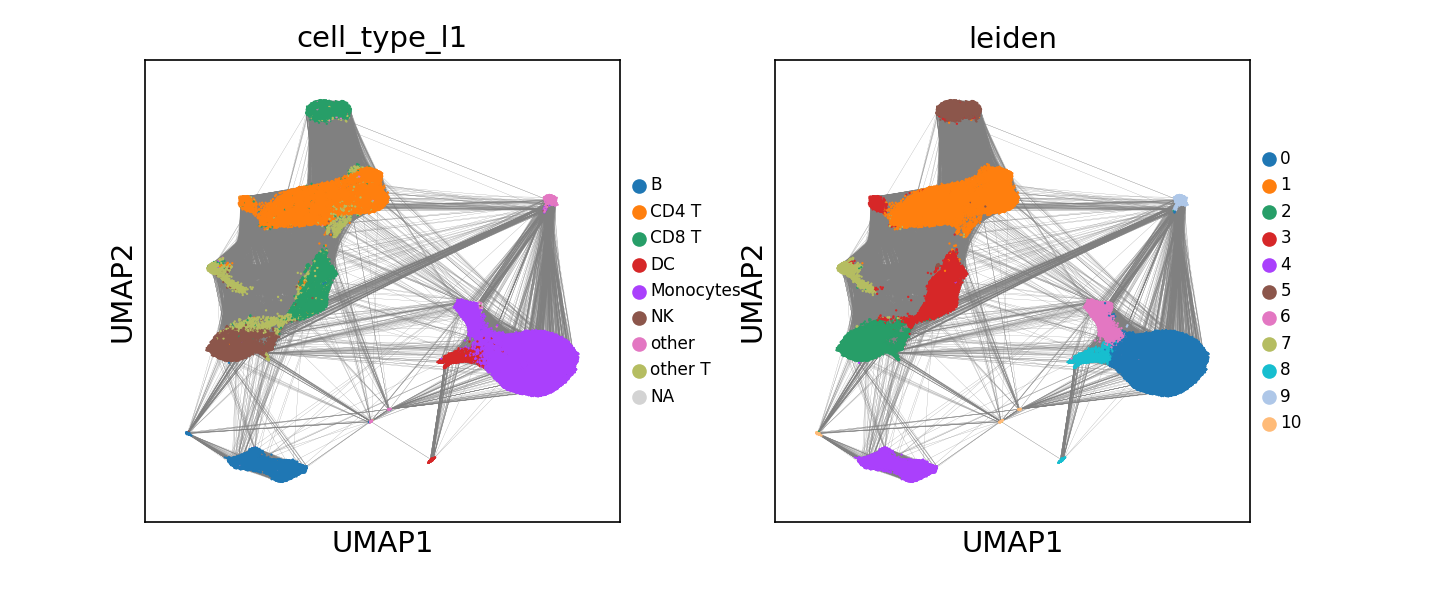 cell_type_l1
UMAP2
UMAP1
B
CD4 T
CD8 T
DC
Monocytes
NK
other
other T
NA
leiden
UMAP2
UMAP1
0
1
2
3
4
5
6
7
8
9
10